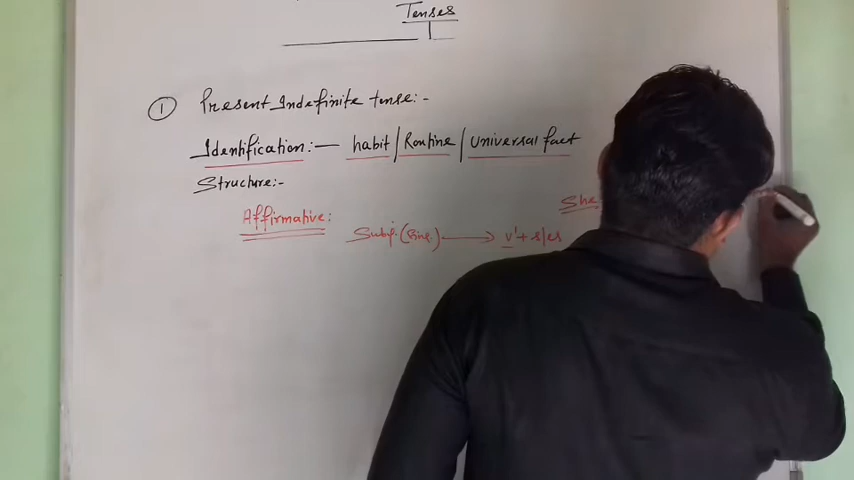 Tenses
① Present Indefinite tense:-
Identification:— habit/Routine/universal fact
Structure:-
She
Affirmative:
Subj.(Sing.) → v¹+s/es